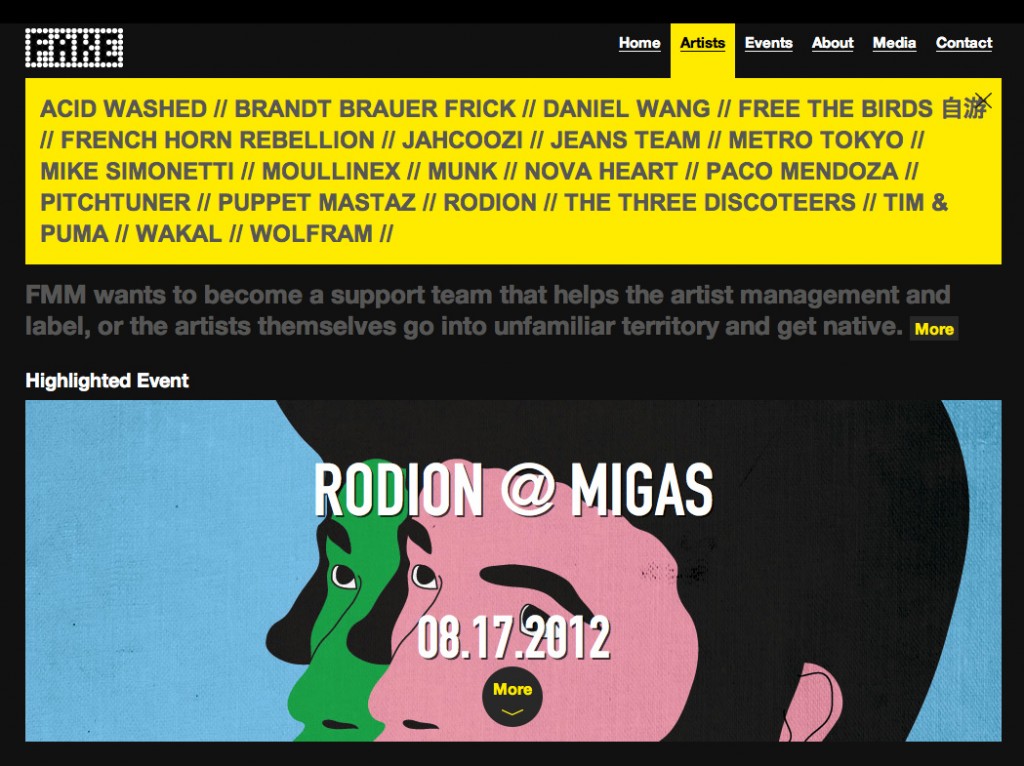 FAKE
Home Artists Events About Media Contact
ACID WASHED // BRANDT BRAUER FRICK // DANIEL WANG // FREE THE BIRDS 自游
// FRENCH HORN REBELLION // JAHCOOZI // JEANS TEAM // METRO TOKYO //
MIKE SIMONETTI // MOULLINEX // MUNK // NOVA HEART // PACO MENDOZA //
PITCHTUNER // PUPPET MASTAZ // RODION // THE THREE DISCOTEERS // TIM &
PUMA // WAKAL // WOLFRAM //
FMM wants to become a support team that helps the artist management and
label, or the artists themselves go into unfamiliar territory and get native. More
Highlighted Event
RODION @ MIGAS
08.17.2012
More